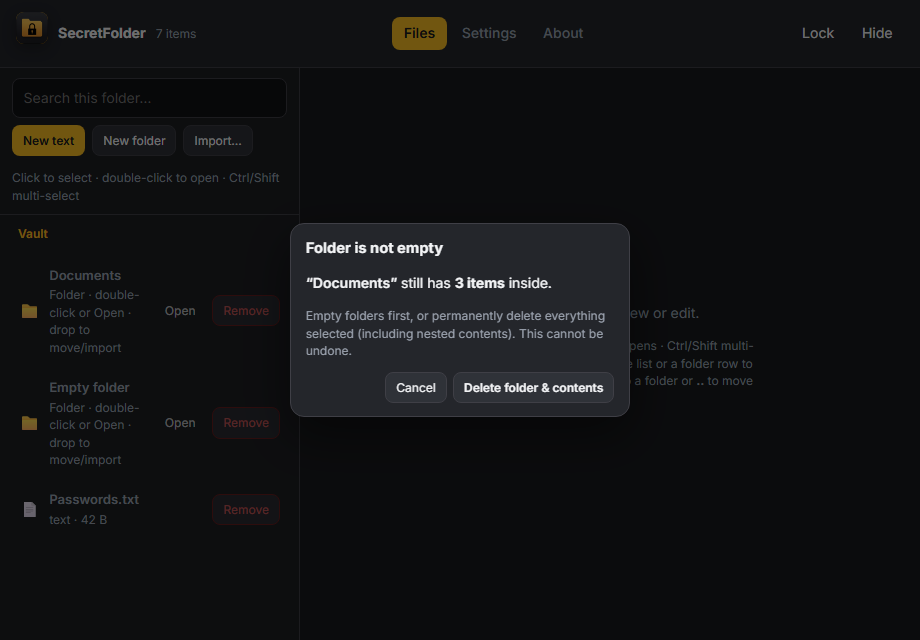 SecretFolder 7 items
Files Settings About
Lock Hide
Search this folder...
New text New folder Import...
Click to select · double-click to open · Ctrl/Shift
multi-select
Vault
Documents
Folder · double-
click or Open ·
drop to
move/import
Open Remove
Empty folder
Folder · double-
click or Open ·
drop to
move/import
Open Remove
Passwords.txt
text · 42 B
Remove
Folder is not empty
“Documents” still has 3 items inside.
Empty folders first, or permanently delete everything
selected (including nested contents). This cannot be
undone.
Cancel Delete folder & contents
or edit.
· Ctrl/Shift multi-
list or a folder row to
a folder or .. to move